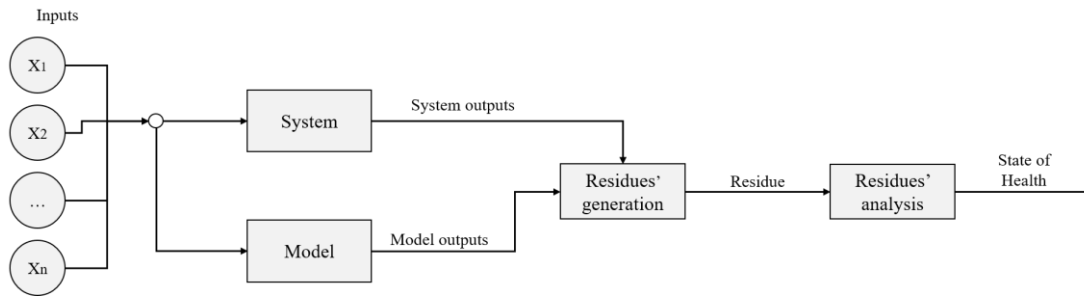 Inputs
X1
X2
…
Xn
System
System outputs
Model
Model outputs
Residues’
generation
Residue
Residues’
analysis
State of
Health